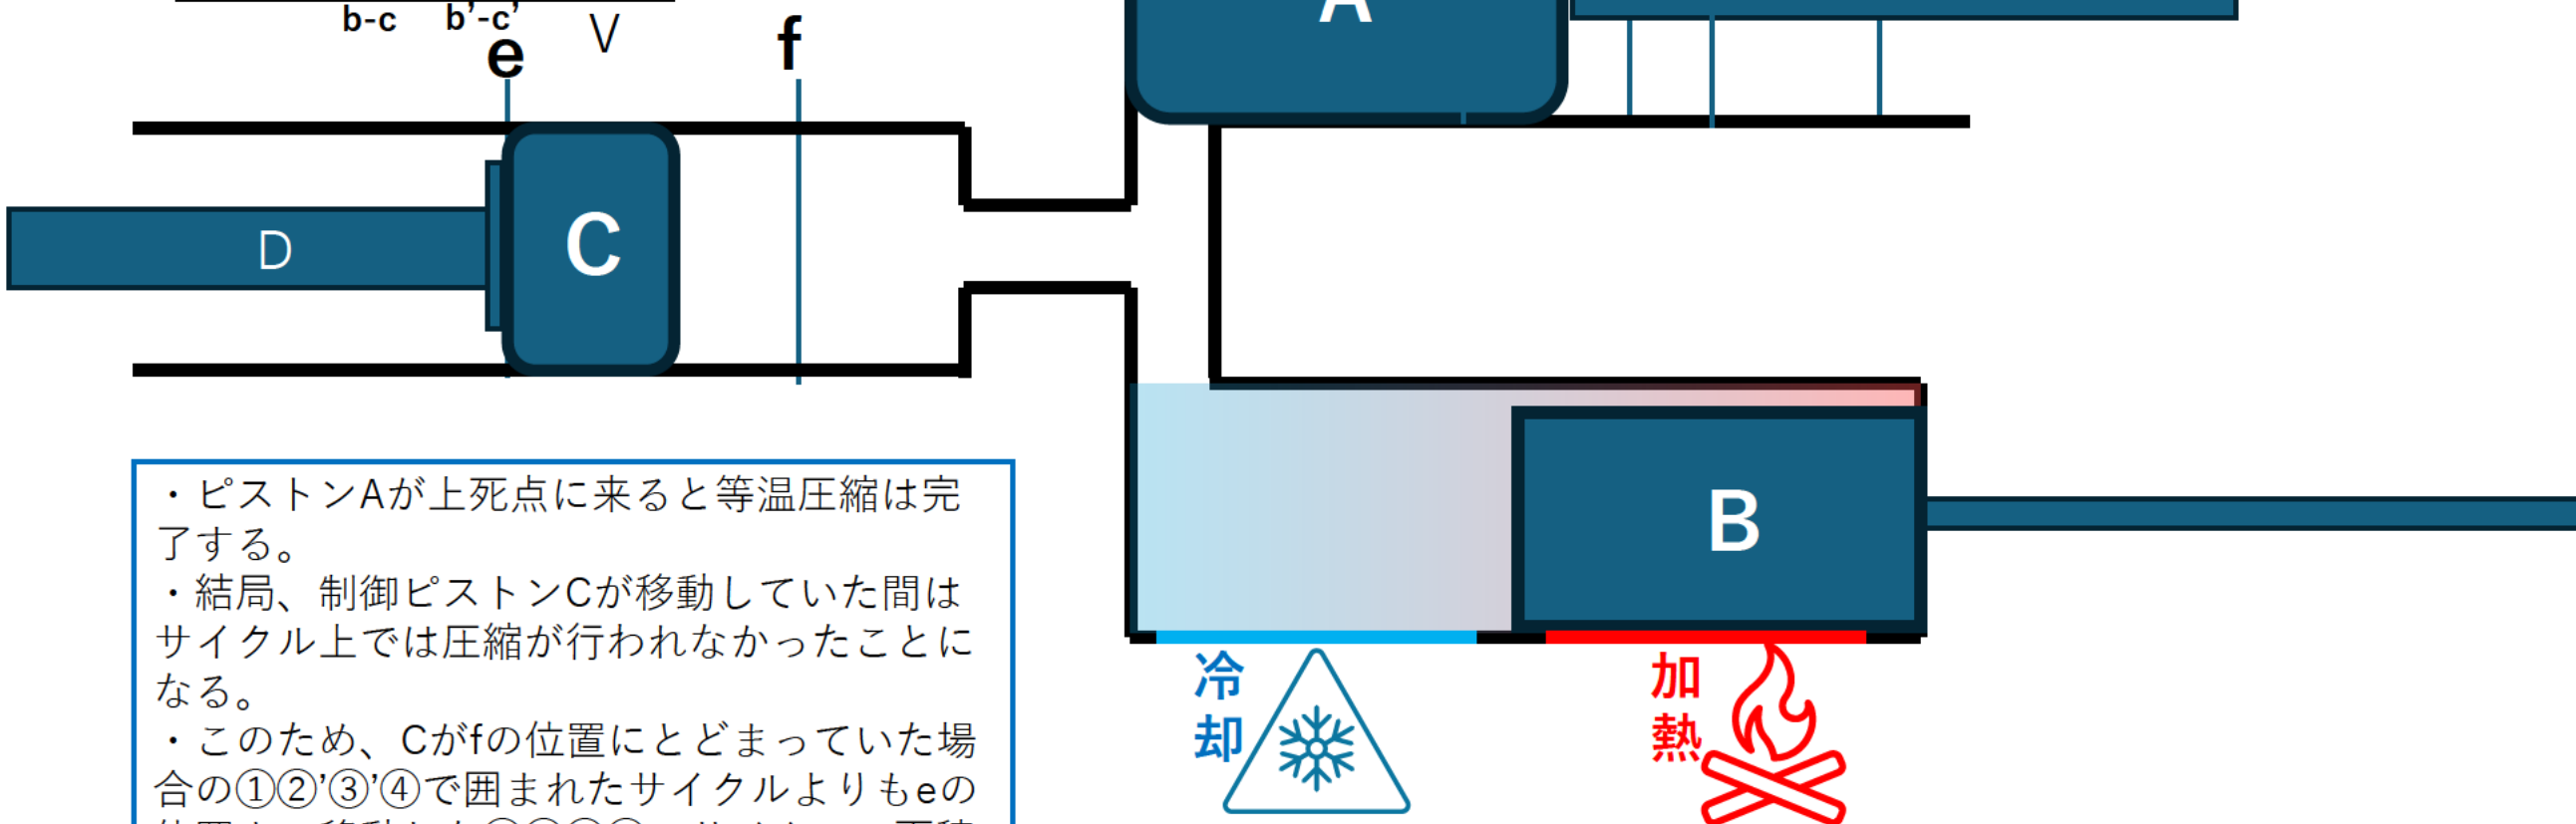 b-c b'-c'
e V f
A
D
C
・ピストンAが上死点に来ると等温圧縮は完
了する。
・結局、制御ピストンCが移動していた間は
サイクル上では圧縮が行われなかったことに
なる。
・このため、Cがfの位置にとどまっていた場
合の①②’③’④で囲まれたサイクルよりもeの
B
冷却
加熱